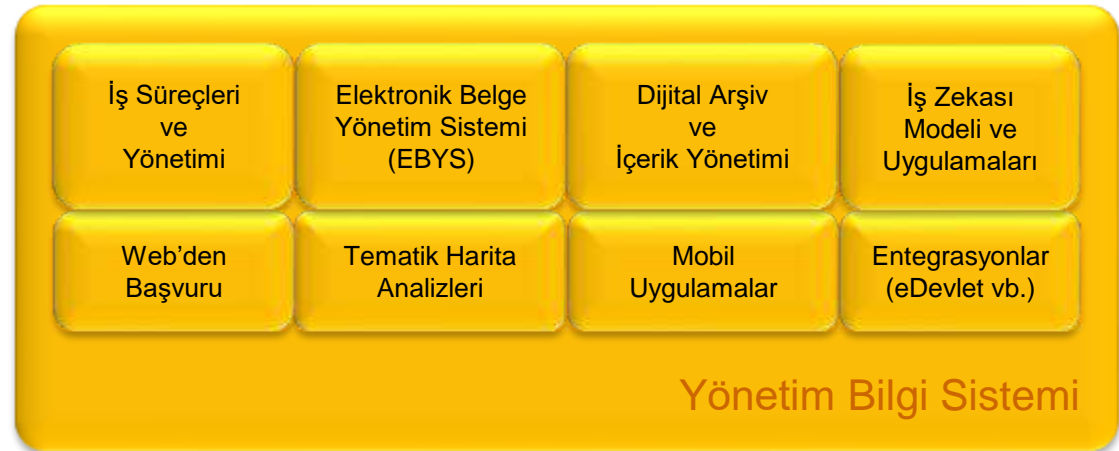 İş Süreçleri
ve
Yönetimi
Elektronik Belge
Yönetim Sistemi
(EBYS)
Dijital Arşiv
ve
İçerik Yönetimi
İş Zekası
Modeli ve
Uygulamaları
Web’den
Başvuru
Tematik Harita
Analizleri
Mobil
Uygulamalar
Entegrasyonlar
(eDevlet vb.)
Yönetim Bilgi Sistemi